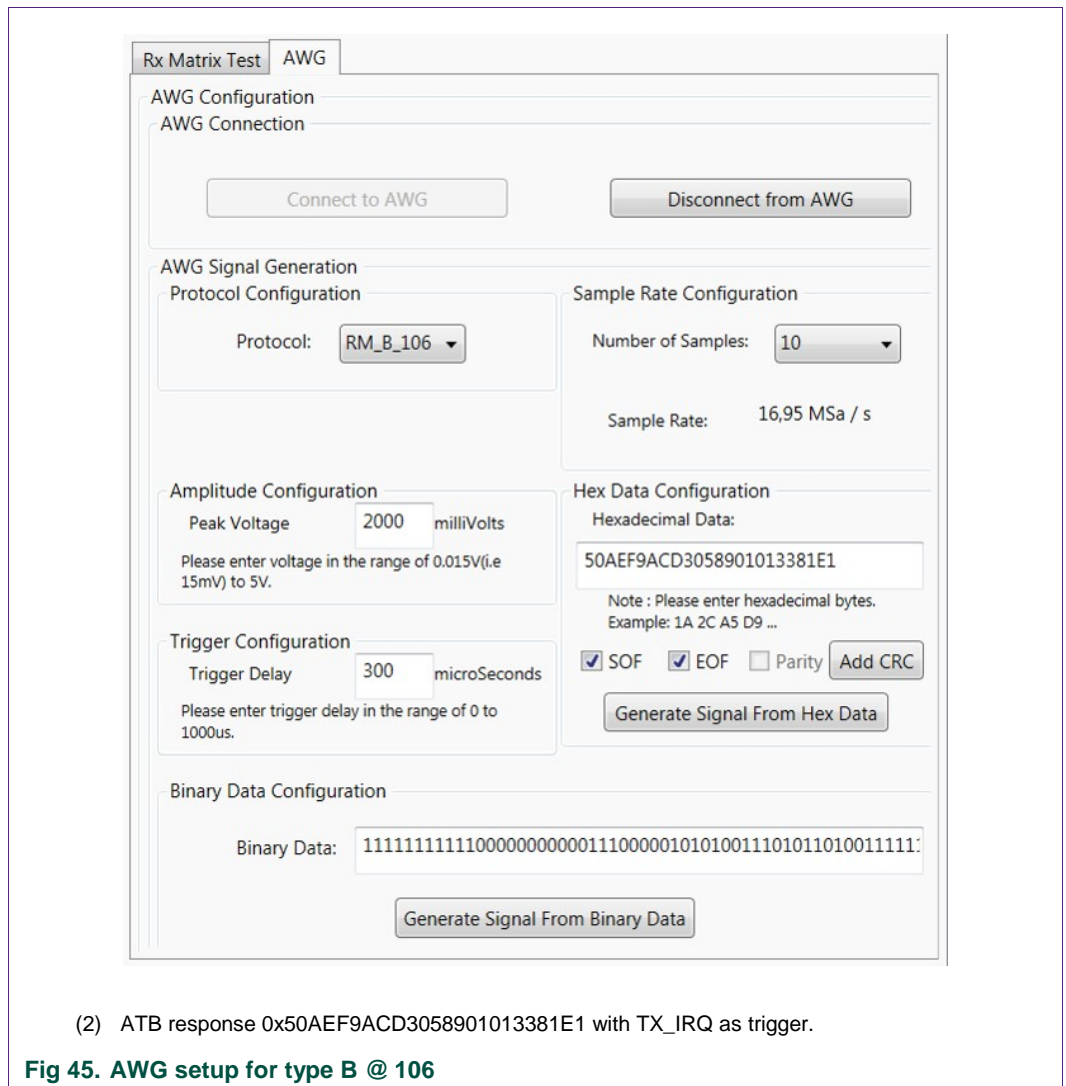 Rx Matrix Test
AWG
AWG Configuration
AWG Connection
Connect to AWG
Disconnect from AWG
AWG Signal Generation
Protocol Configuration
Protocol:
RM_B_106
Sample Rate Configuration
Number of Samples:
10
Sample Rate:
16,95 MSa / s
Amplitude Configuration
Peak Voltage
2000
milliVolts
Please enter voltage in the range of 0.015V(i.e
15mV) to 5V.
Hex Data Configuration
Hexadecimal Data:
50AEF9ACD3058901013381E1
Note : Please enter hexadecimal bytes.
Example: 1A 2C A5 D9 ...
SOF
EOF
Parity
Add CRC
Generate Signal From Hex Data
Trigger Configuration
Trigger Delay
300
microSeconds
Please enter trigger delay in the range of 0 to
1000us.
Binary Data Configuration
Binary Data:
111111111110000000000011100000101010011101011010011111
Generate Signal From Binary Data
(2) ATB response 0x50AEF9ACD3058901013381E1 with TX_IRQ as trigger.
Fig 45. AWG setup for type B @ 106